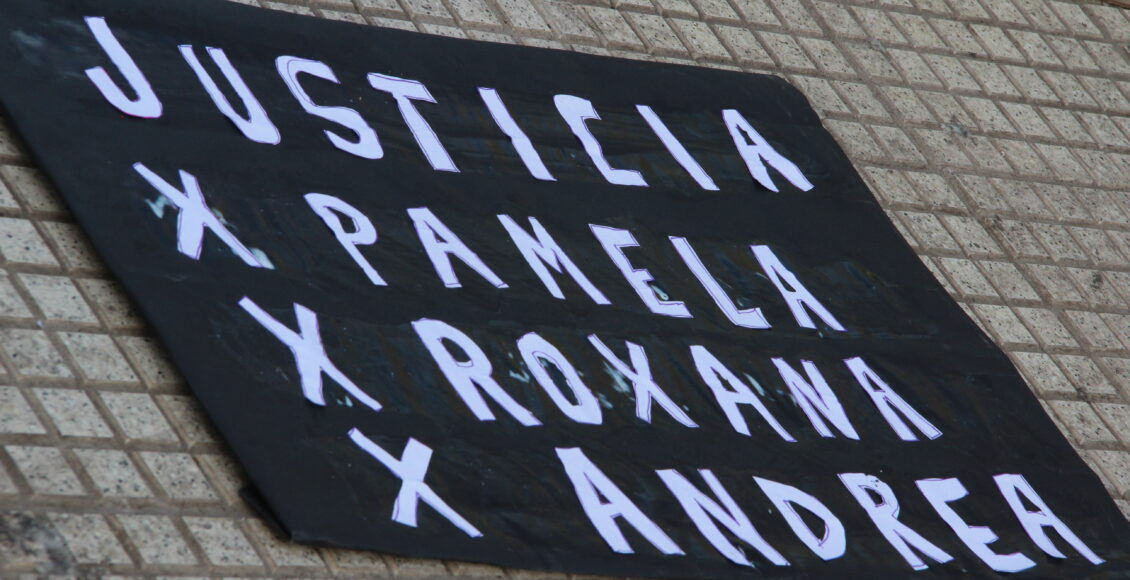 JUSTICIA
X PAMELA
X ROXANA
X ANDREA